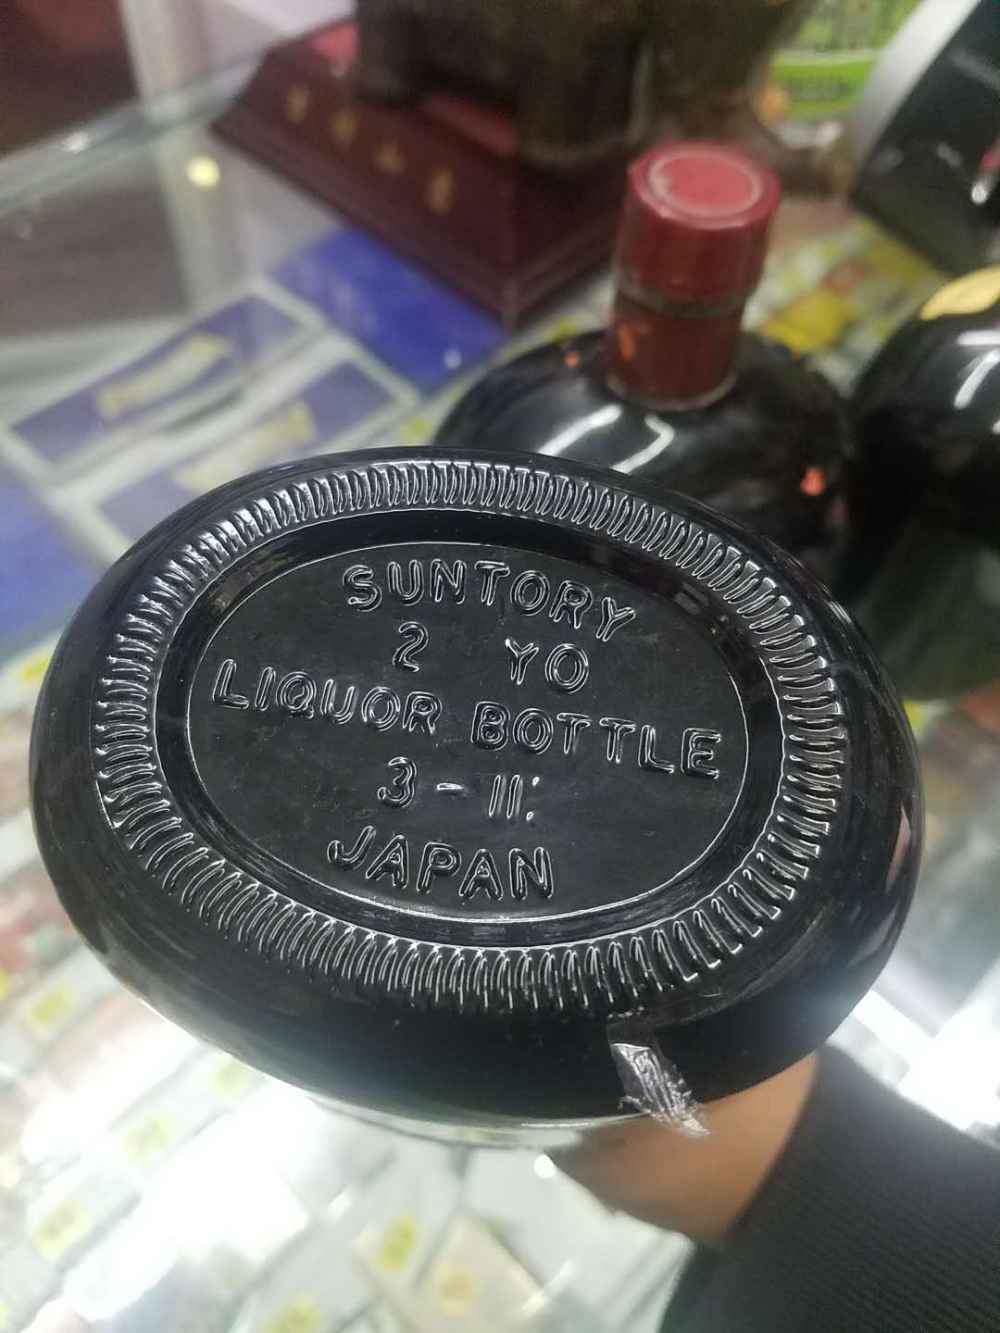 SUNTORY
2 YO
LIQUOR BOTTLE
3-11:
JAPAN